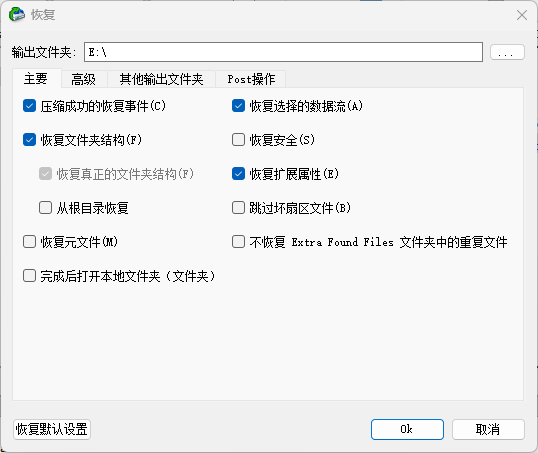 恢复
输出文件夹: E:\ ...
主要 高级 其他输出文件夹 Post操作
压缩成功的恢复事件(C) 恢复选择的数据流(A)
恢复文件夹结构(F) 恢复安全(S)
恢复真正的文件夹结构(F) 恢复扩展属性(E)
从根目录恢复 跳过坏扇区文件(B)
恢复元文件(M) 不恢复 Extra Found Files 文件夹中的重复文件
完成后打开本地文件夹（文件夹）
恢复默认设置 Ok 取消